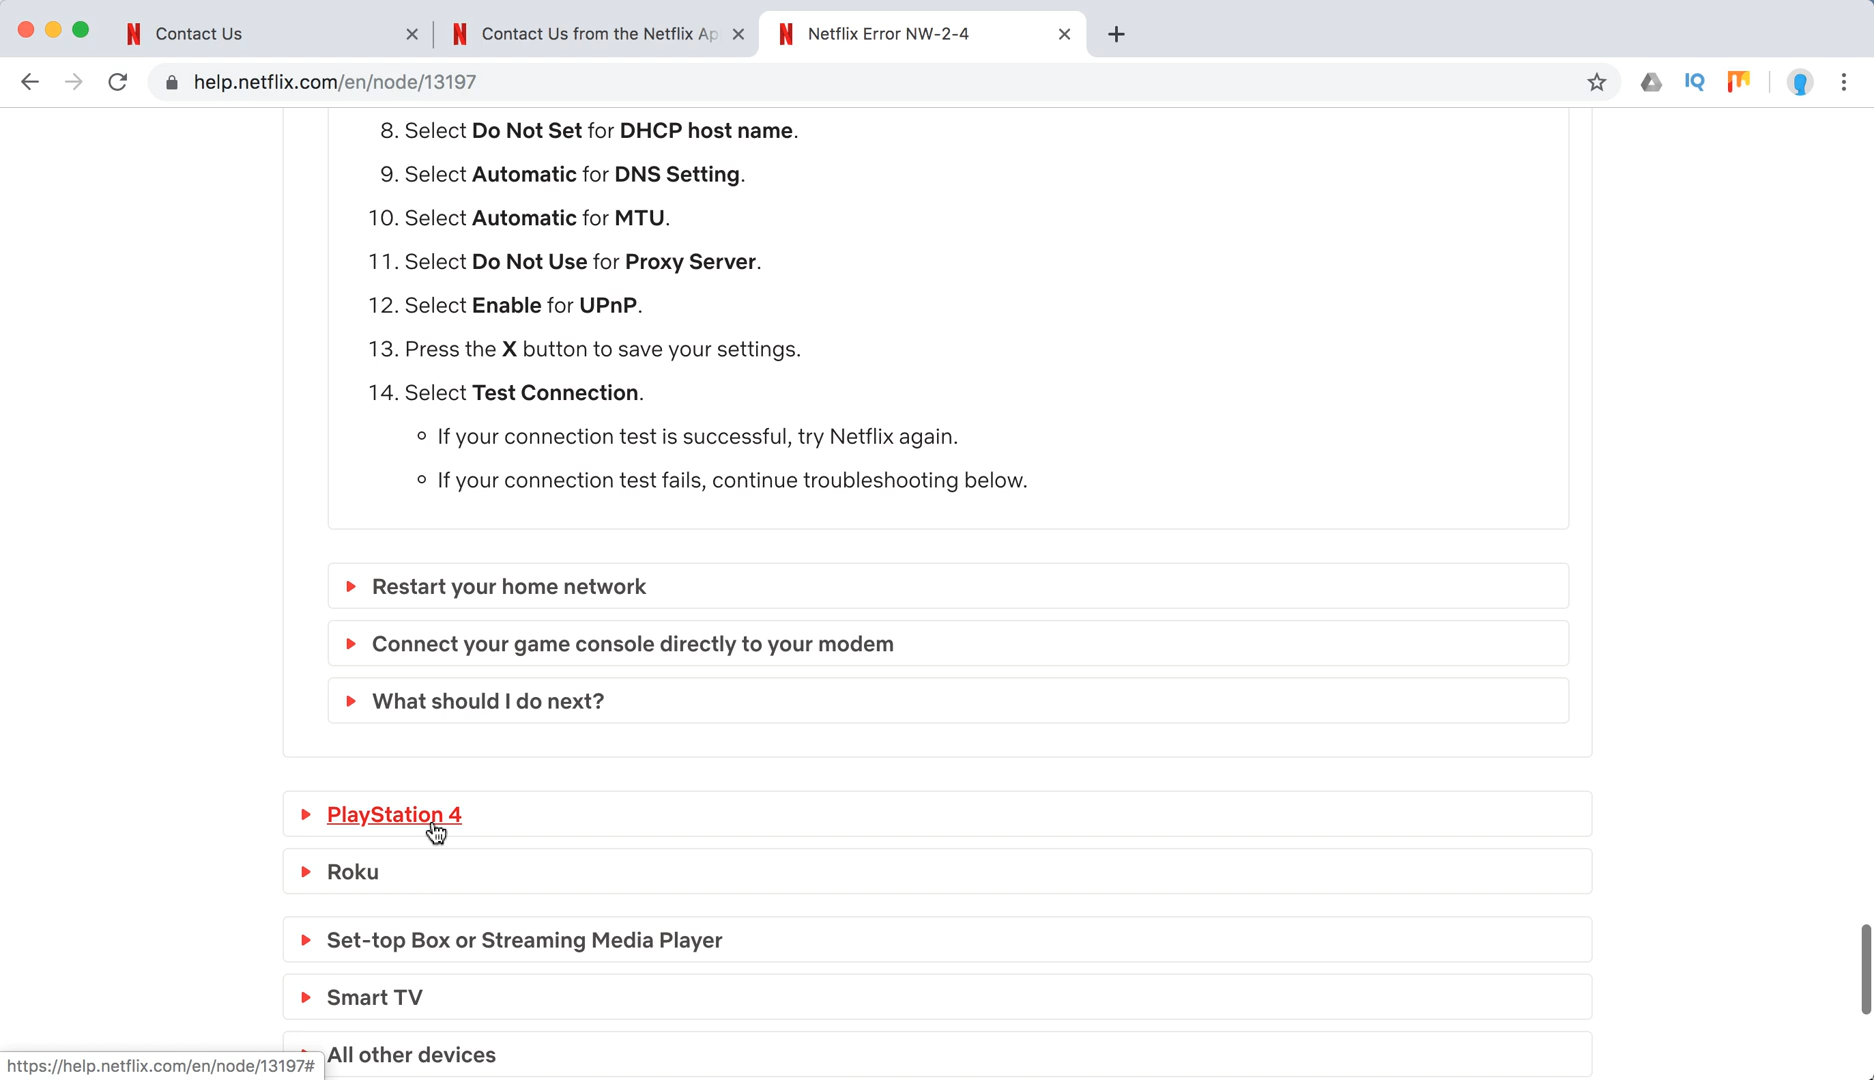 Contact Us
Contact Us from the Netflix Ap
Netflix Error NW-2-4
help.netflix.com/en/node/13197
IQ
8. Select Do Not Set for DHCP host name.
9. Select Automatic for DNS Setting.
10. Select Automatic for MTU.
11. Select Do Not Use for Proxy Server.
12. Select Enable for UPnP.
13. Press the X button to save your settings.
14. Select Test Connection.
If your connection test is successful, try Netflix again.
If your connection test fails, continue troubleshooting below.
Restart your home network
Connect your game console directly to your modem
What should I do next?
PlayStation 4
Roku
Set-top Box or Streaming Media Player
Smart TV
All other devices
https://help.netflix.com/en/node/13197#